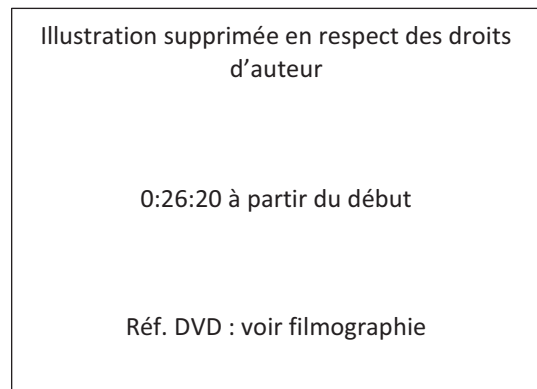 Illustration supprimée en respect des droits
d’auteur
0:26:20 à partir du début
Réf. DVD : voir filmographie